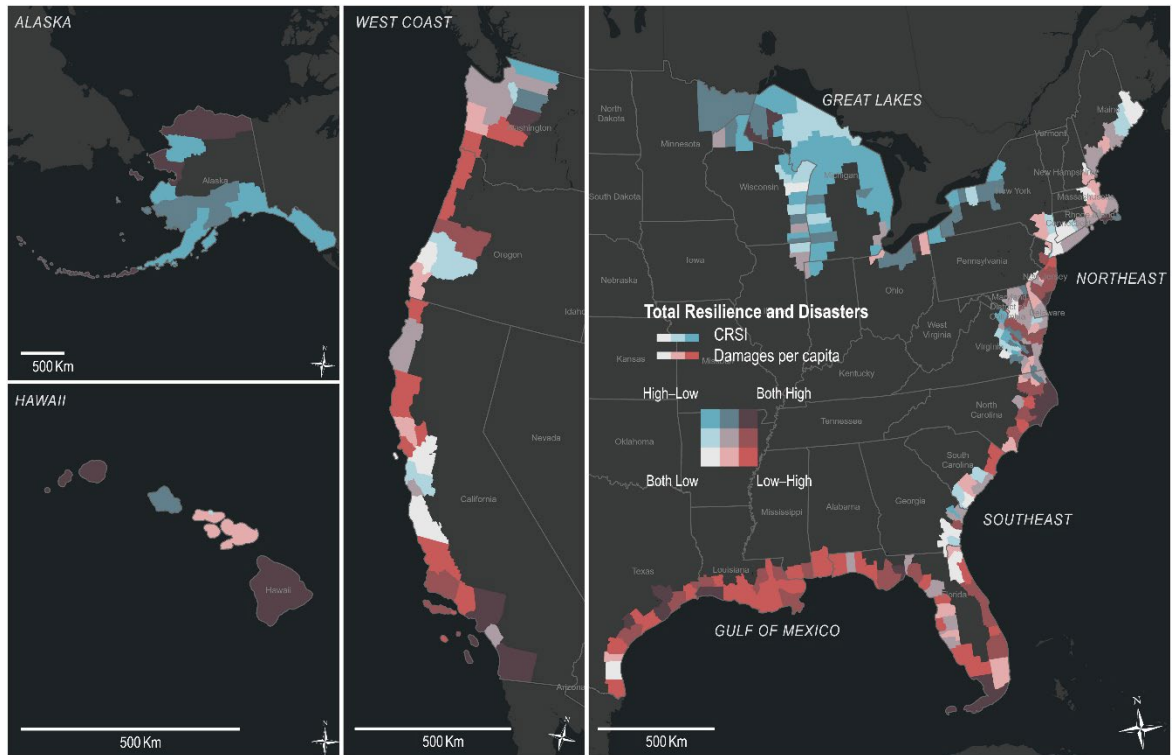 ALASKA
Alaska
500 Km
N
HAWAII
Hawaii
500 Km
N
WEST COAST
Washington
Oregon
Idaho
Nevada
California
Arizona
500 Km
N
GREAT LAKES
North
Dakota
Minnesota
South Dakota
Wisconsin
Michigan
Iowa
Nebraska
Maine
Vermont
New Hampshire
New York
Massachusetts
Rhode Island
Pennsylvania
New Jersey
NORTHEAST
Ohio
Delaware
West
Virginia
Virginia
Total Resilience and Disasters
CRSI
Damages per capita
High–Low
Both High
Both Low
Low–High
Kansas
Kentucky
Tennessee
North
Carolina
Oklahoma
South
Carolina
Mississippi
Alabama
Georgia
SOUTHEAST
Texas
Louisiana
Florida
GULF OF MEXICO
500 Km
N